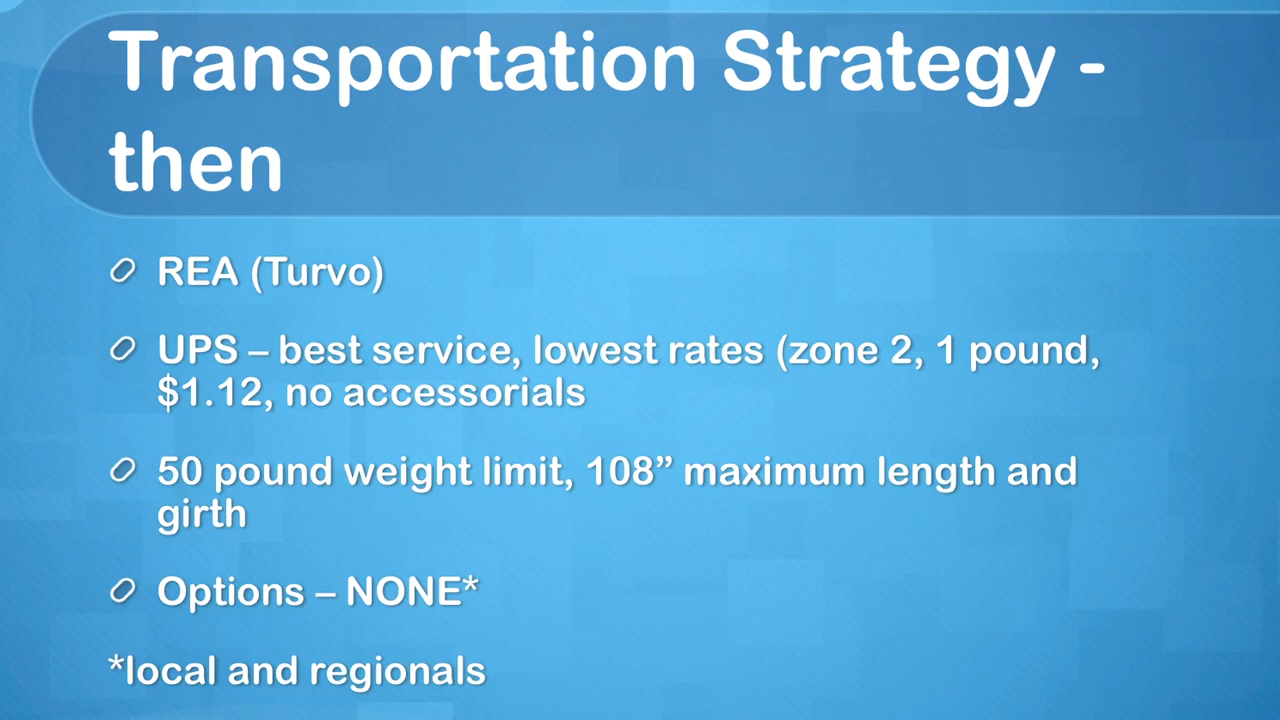 Transportation Strategy -
then
REA (Turvo)
UPS – best service, lowest rates (zone 2, 1 pound,
$1.12, no accessorials
50 pound weight limit, 108” maximum length and
girth
Options – NONE*
*local and regionals